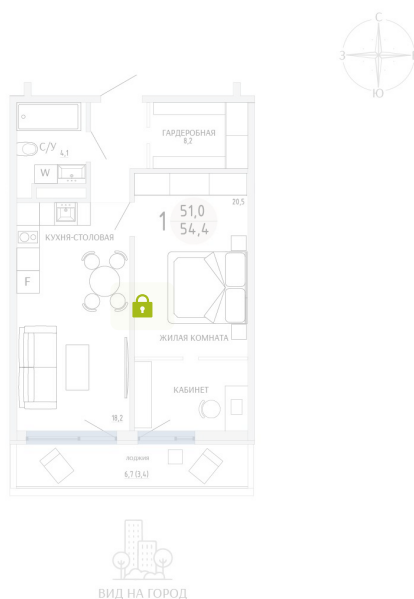 С
З
Ю
ГАРДЕРОБНАЯ
8,2
С/У
4,1
W
20,5
1
51,0
54,4
КУХНЯ-СТОЛОВАЯ
F
ЖИЛАЯ КОМНАТА
КАБИНЕТ
18,2
ЛОДЖИЯ
6,7 (3,4)
ВИД НА ГОРОД